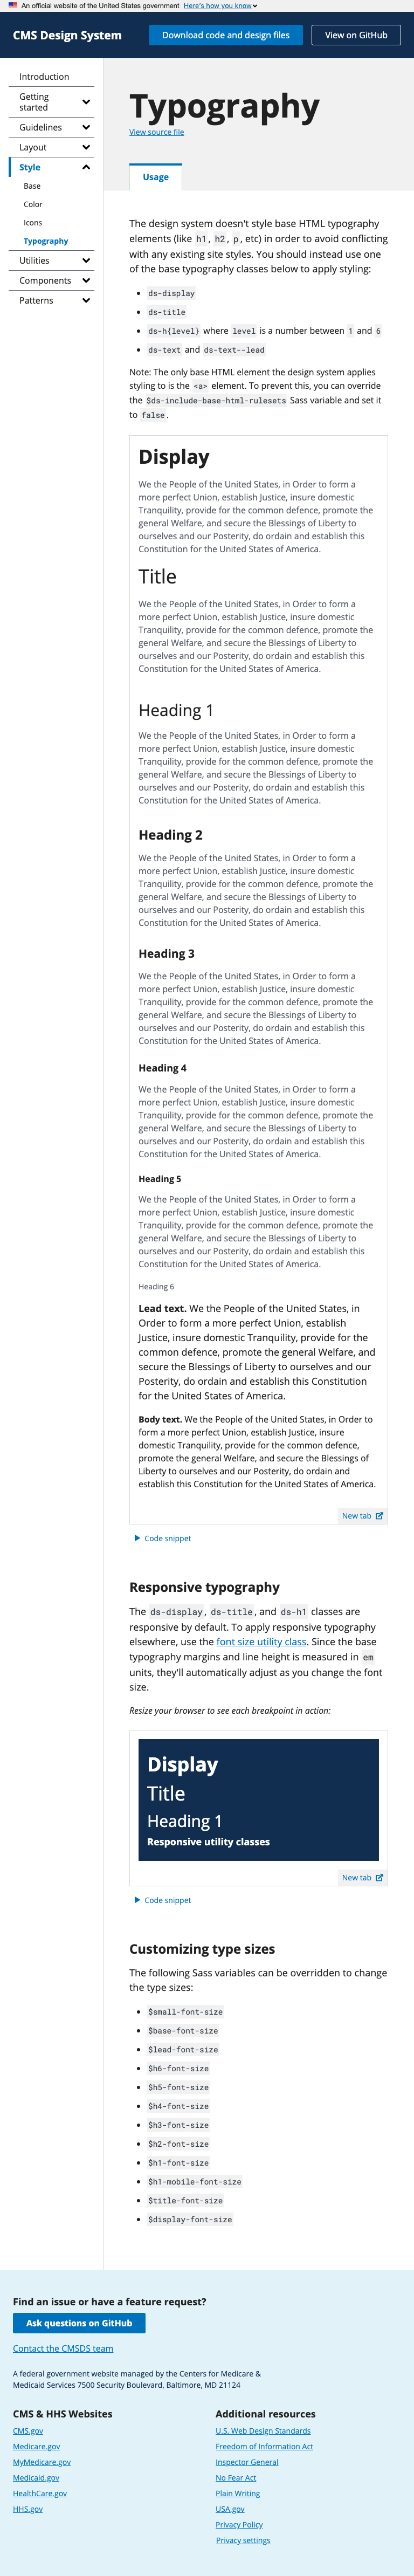 An official website of the United States government Here's how you know
CMS Design System
Download code and design files
View on GitHub
Introduction
Getting
started
Guidelines
Layout
Style
Base
Color
Icons
Typography
Utilities
Components
Patterns
Typography
View source file
Usage
The design system doesn't style base HTML typography
elements (like h1, h2, p, etc) in order to avoid conflicting
with any existing site styles. You should instead use one
of the base typography classes below to apply styling:
ds-display
ds-title
ds-h{level} where level is a number between 1 and 6
ds-text and ds-text--lead
Note: The only base HTML element the design system applies
styling to is the <a> element. To prevent this, you can override
the $ds-include-base-html-rulesets Sass variable and set it
to false.
Display
We the People of the United States, in Order to form a
more perfect Union, establish Justice, insure domestic
Tranquility, provide for the common defence, promote the
general Welfare, and secure the Blessings of Liberty to
ourselves and our Posterity, do ordain and establish this
Constitution for the United States of America.
Title
We the People of the United States, in Order to form a
more perfect Union, establish Justice, insure domestic
Tranquility, provide for the common defence, promote the
general Welfare, and secure the Blessings of Liberty to
ourselves and our Posterity, do ordain and establish this
Constitution for the United States of America.
Heading 1
We the People of the United States, in Order to form a
more perfect Union, establish Justice, insure domestic
Tranquility, provide for the common defence, promote the
general Welfare, and secure the Blessings of Liberty to
ourselves and our Posterity, do ordain and establish this
Constitution for the United States of America.
Heading 2
We the People of the United States, in Order to form a
more perfect Union, establish Justice, insure domestic
Tranquility, provide for the common defence, promote the
general Welfare, and secure the Blessings of Liberty to
ourselves and our Posterity, do ordain and establish this
Constitution for the United States of America.
Heading 3
We the People of the United States, in Order to form a
more perfect Union, establish Justice, insure domestic
Tranquility, provide for the common defence, promote the
general Welfare, and secure the Blessings of Liberty to
ourselves and our Posterity, do ordain and establish this
Constitution for the United States of America.
Heading 4
We the People of the United States, in Order to form a
more perfect Union, establish Justice, insure domestic
Tranquility, provide for the common defence, promote the
general Welfare, and secure the Blessings of Liberty to
ourselves and our Posterity, do ordain and establish this
Constitution for the United States of America.
Heading 5
We the People of the United States, in Order to form a
more perfect Union, establish Justice, insure domestic
Tranquility, provide for the common defence, promote the
general Welfare, and secure the Blessings of Liberty to
ourselves and our Posterity, do ordain and establish this
Constitution for the United States of America.
Heading 6
Lead text. We the People of the United States, in
Order to form a more perfect Union, establish
Justice, insure domestic Tranquility, provide for the
common defence, promote the general Welfare, and
secure the Blessings of Liberty to ourselves and our
Posterity, do ordain and establish this Constitution
for the United States of America.
Body text. We the People of the United States, in Order to
form a more perfect Union, establish Justice, insure
domestic Tranquility, provide for the common defence,
promote the general Welfare, and secure the Blessings of
Liberty to ourselves and our Posterity, do ordain and
establish this Constitution for the United States of America.
New tab
Code snippet
Responsive typography
The ds-display, ds-title, and ds-h1 classes are
responsive by default. To apply responsive typography
elsewhere, use the font size utility class. Since the base
typography margins and line height is measured in em
units, they'll automatically adjust as you change the font
size.
Resize your browser to see each breakpoint in action:
Display
Title
Heading 1
Responsive utility classes
New tab
Code snippet
Customizing type sizes
The following Sass variables can be overridden to change
the type sizes:
$small-font-size
$base-font-size
$lead-font-size
$h6-font-size
$h5-font-size
$h4-font-size
$h3-font-size
$h2-font-size
$h1-font-size
$h1-mobile-font-size
$title-font-size
$display-font-size
Find an issue or have a feature request?
Ask questions on GitHub
Contact the CMSDS team
A federal government website managed by the Centers for Medicare &
Medicaid Services 7500 Security Boulevard, Baltimore, MD 21124
CMS & HHS Websites
CMS.gov
Medicare.gov
MyMedicare.gov
Medicaid.gov
HealthCare.gov
HHS.gov
Additional resources
U.S. Web Design Standards
Freedom of Information Act
Inspector General
No Fear Act
Plain Writing
USA.gov
Privacy Policy
Privacy settings